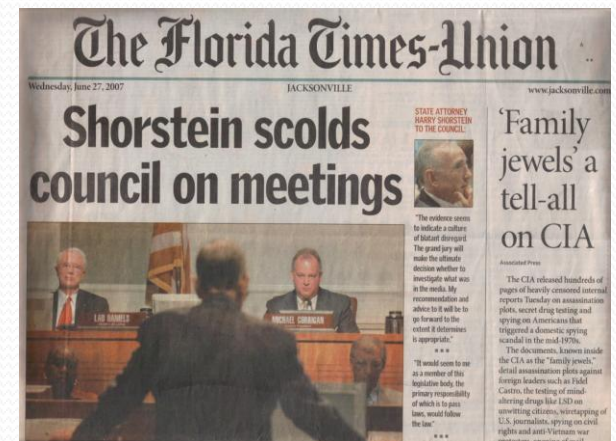 The Florida Times-Union
Wednesday, June 27, 2007
JACKSONVILLE
www.jacksonville.com
Shorstein scolds
council on meetings
LAD DANIELS
MICHAEL CORRIGAN
STATE ATTORNEY
HARRY SHORSTEIN
TO THE COUNCIL:
"The evidence seems
to indicate a culture
of blatant disregard.
The grand jury will
make the ultimate
decision whether to
investigate what was
in the media. My
recommendation and
advice to it will be to
go forward to the
extent it determines
is appropriate."
***
"It would seem to me
as a member of this
legislative body, the
primary responsibility
of which is to pass
laws, would follow
the law."
***
'Family
jewels' a
tell-all
on CIA
Associated Press
The CIA released hundreds of
pages of heavily censored internal
reports Tuesday on assassination
plots, secret drug testing and
spying on Americans that
triggered a domestic spying
scandal in the mid-1970s.
The documents, known inside
the CIA as the "family jewels,"
detail assassination plots against
foreign leaders such as Fidel
Castro, the testing of mind-
altering drugs like LSD on
unwitting citizens, wiretapping of
U.S. journalists, spying on civil
rights and anti-Vietnam war